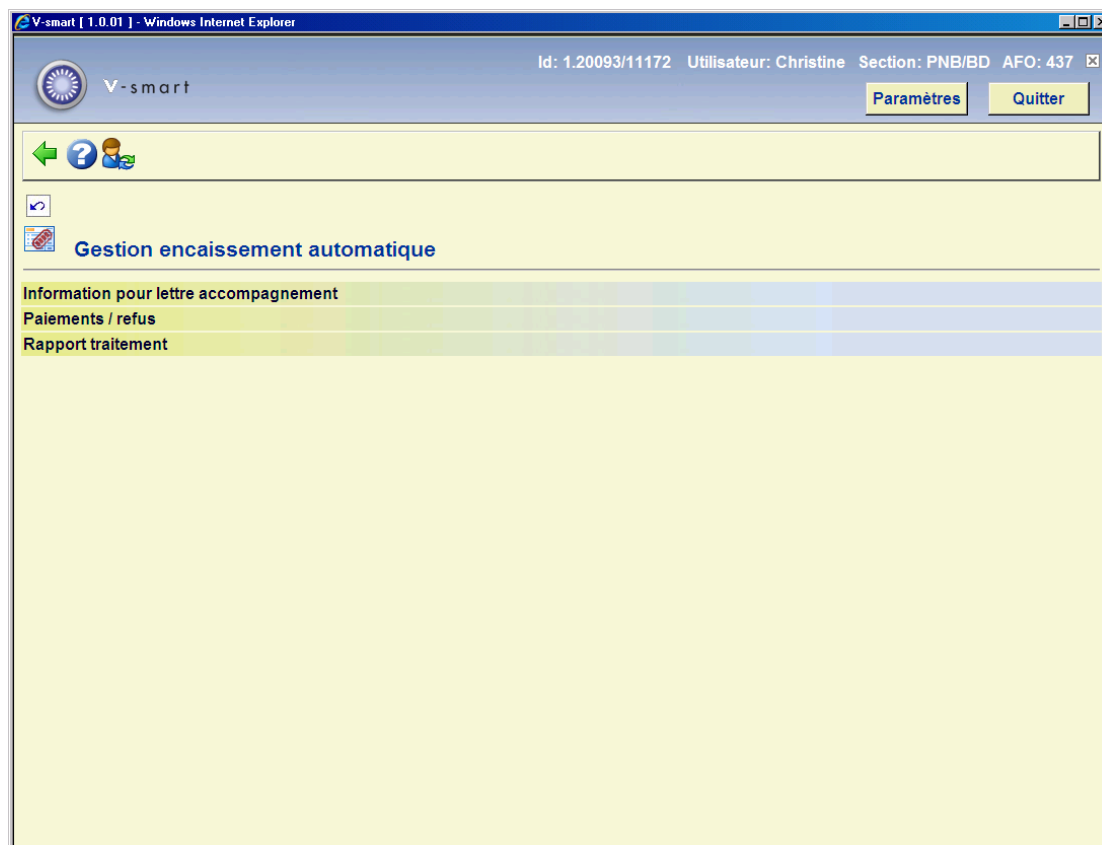 V-smart [ 1.0.01 ] - Windows Internet Explorer
Id: 1.20093/11172 Utilisateur: Christine Section: PNB/BD AFO: 437
V-smart
Paramètres Quitter
Gestion encaissement automatique
Information pour lettre accompagnement
Paiements / refus
Rapport traitement